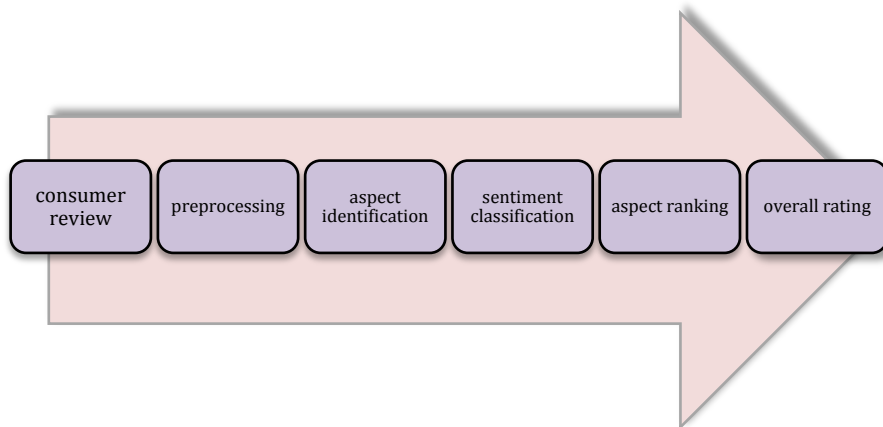 consumer
review
preprocessing
aspect
identification
sentiment
classification
aspect ranking
overall rating